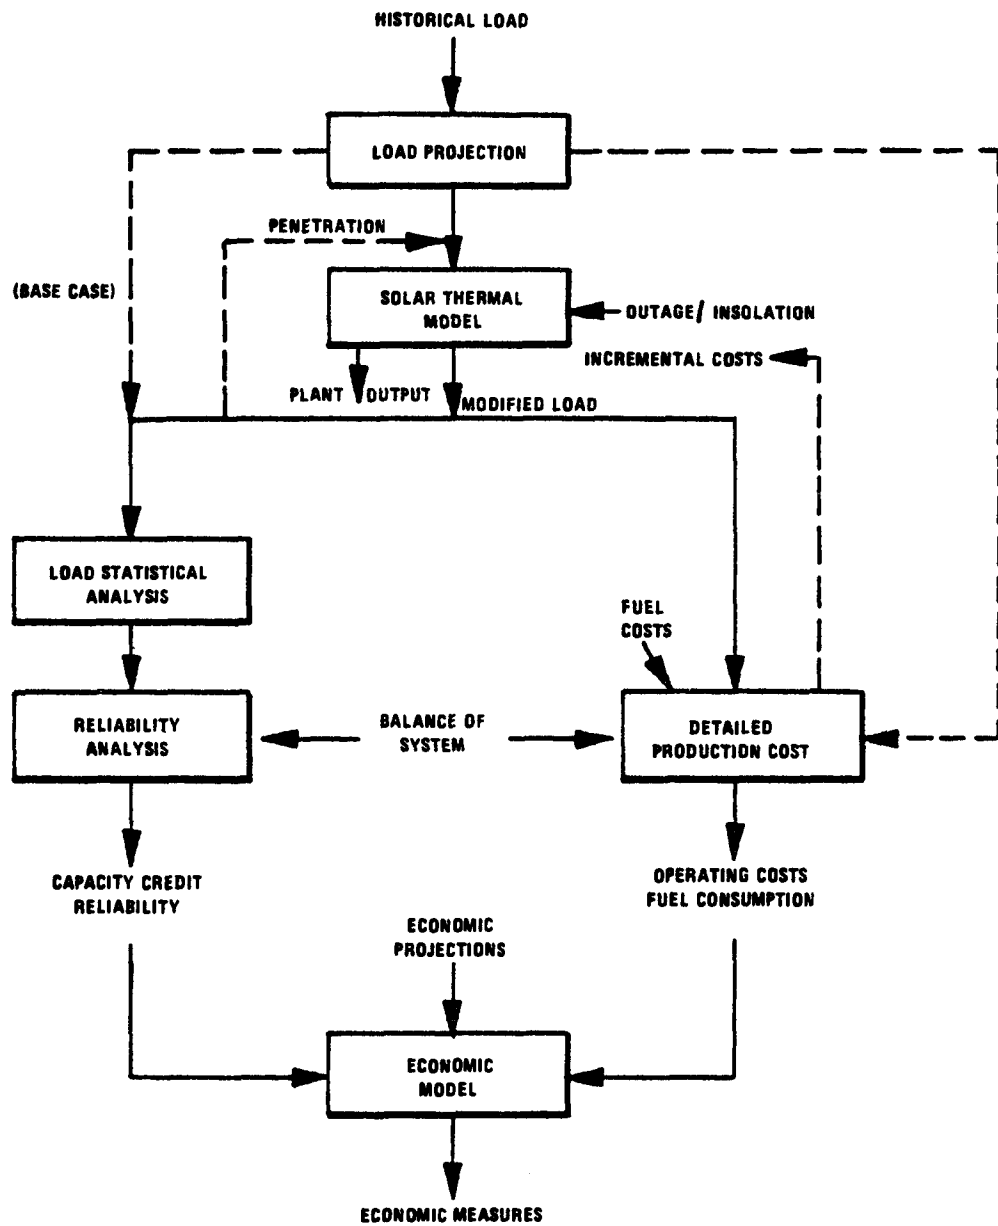 HISTORICAL LOAD
LOAD PROJECTION
PENETRATION
(BASE CASE)
SOLAR THERMAL
MODEL
OUTAGE/ INSOLATION
INCREMENTAL COSTS
PLANT OUTPUT
MODIFIED LOAD
LOAD STATISTICAL
ANALYSIS
FUEL
COSTS
RELIABILITY
ANALYSIS
BALANCE OF
SYSTEM
DETAILED
PRODUCTION COST
CAPACITY CREDIT
RELIABILITY
OPERATING COSTS
FUEL CONSUMPTION
ECONOMIC
PROJECTIONS
ECONOMIC
MODEL
ECONOMIC MEASURES